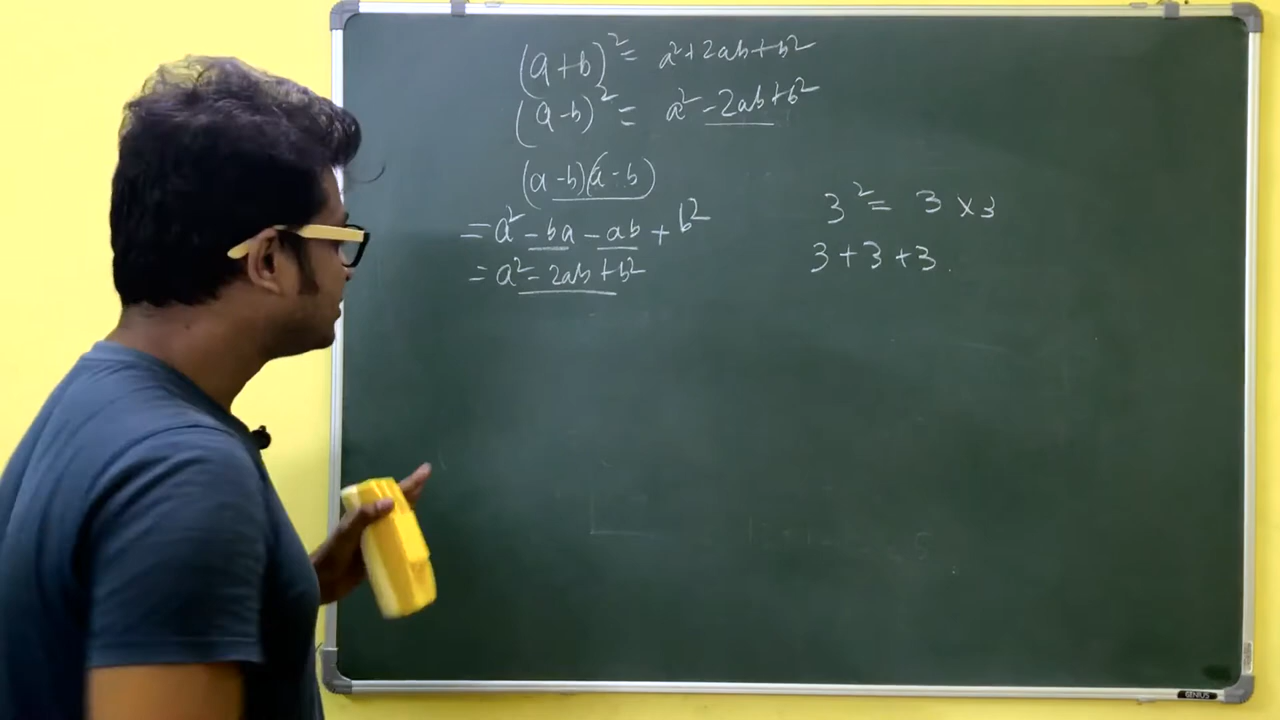 (a+b)² = a²+2ab+b²
(a-b)² = a² -2ab+b²
(a-b)(a-b)
= a² - ba - ab + b²
= a² - 2ab + b²
3² = 3 × 3
3 + 3 + 3
GENIUS